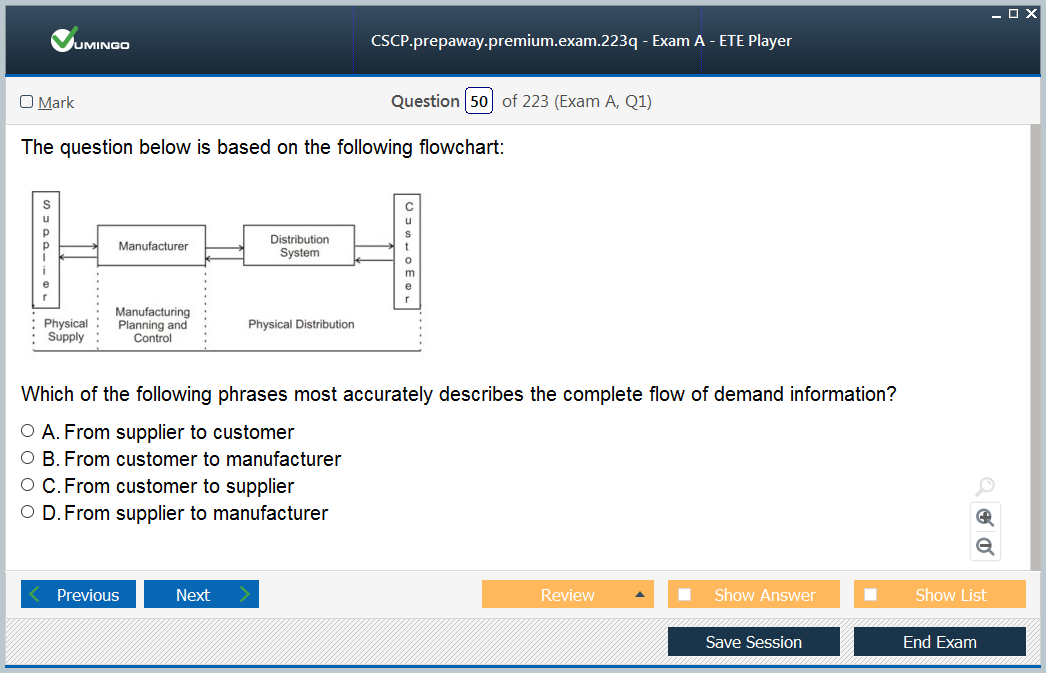 VUMINGO
CSCP.prepaway.premium.exam.223q - Exam A - ETE Player
Mark
Question 50 of 223 (Exam A, Q1)
The question below is based on the following flowchart:
Supplier
Manufacturer
Distribution
System
Customer
Physical
Supply
Manufacturing
Planning and
Control
Physical Distribution
Which of the following phrases most accurately describes the complete flow of demand information?
A. From supplier to customer
B. From customer to manufacturer
C. From customer to supplier
D. From supplier to manufacturer
Previous
Next
Review
Show Answer
Show List
Save Session
End Exam